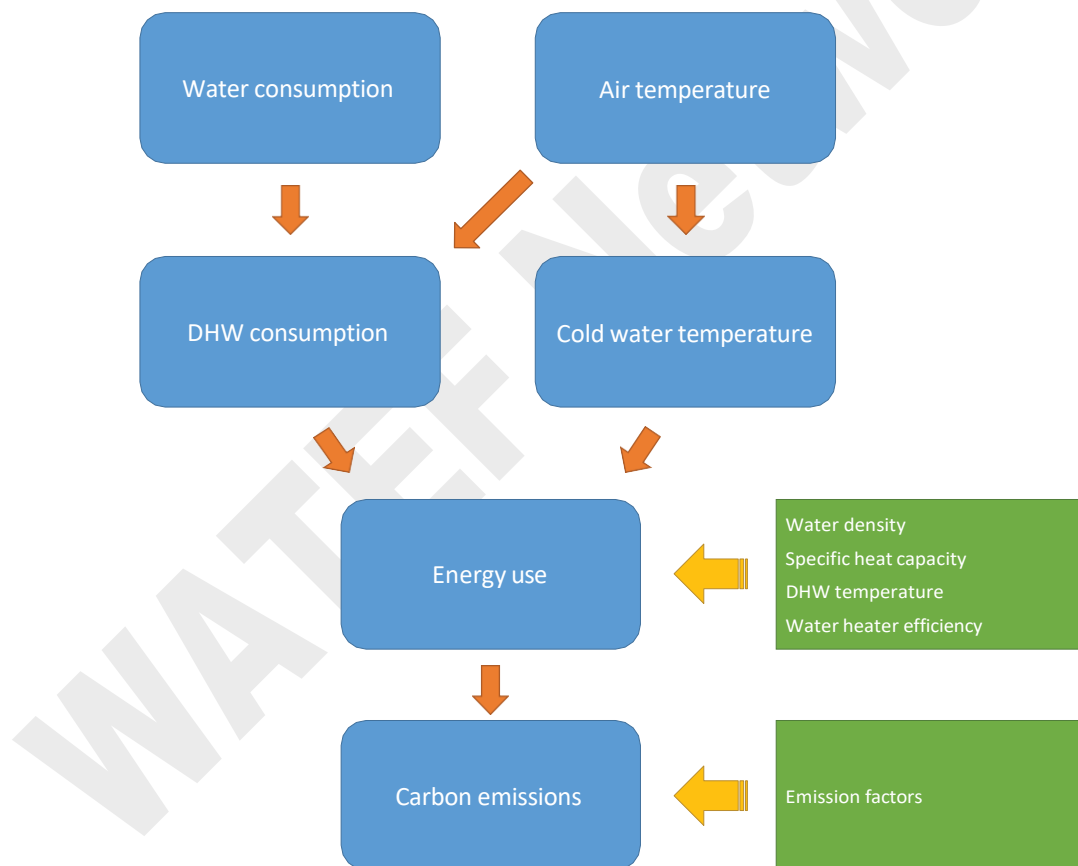 Water consumption
Air temperature
DHW consumption
Cold water temperature
Energy use
Water density
Specific heat capacity
DHW temperature
Water heater efficiency
Carbon emissions
Emission factors